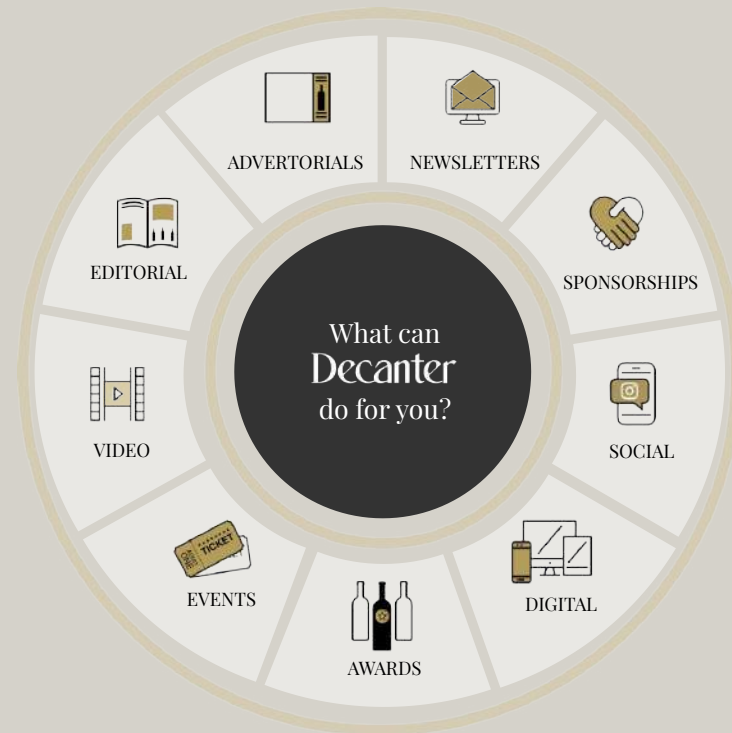 ADVERTORIALS
NEWSLETTERS
SPONSORSHIPS
SOCIAL
DIGITAL
AWARDS
EVENTS
TICKET
VIDEO
EDITORIAL
What can
Decanter
do for you?